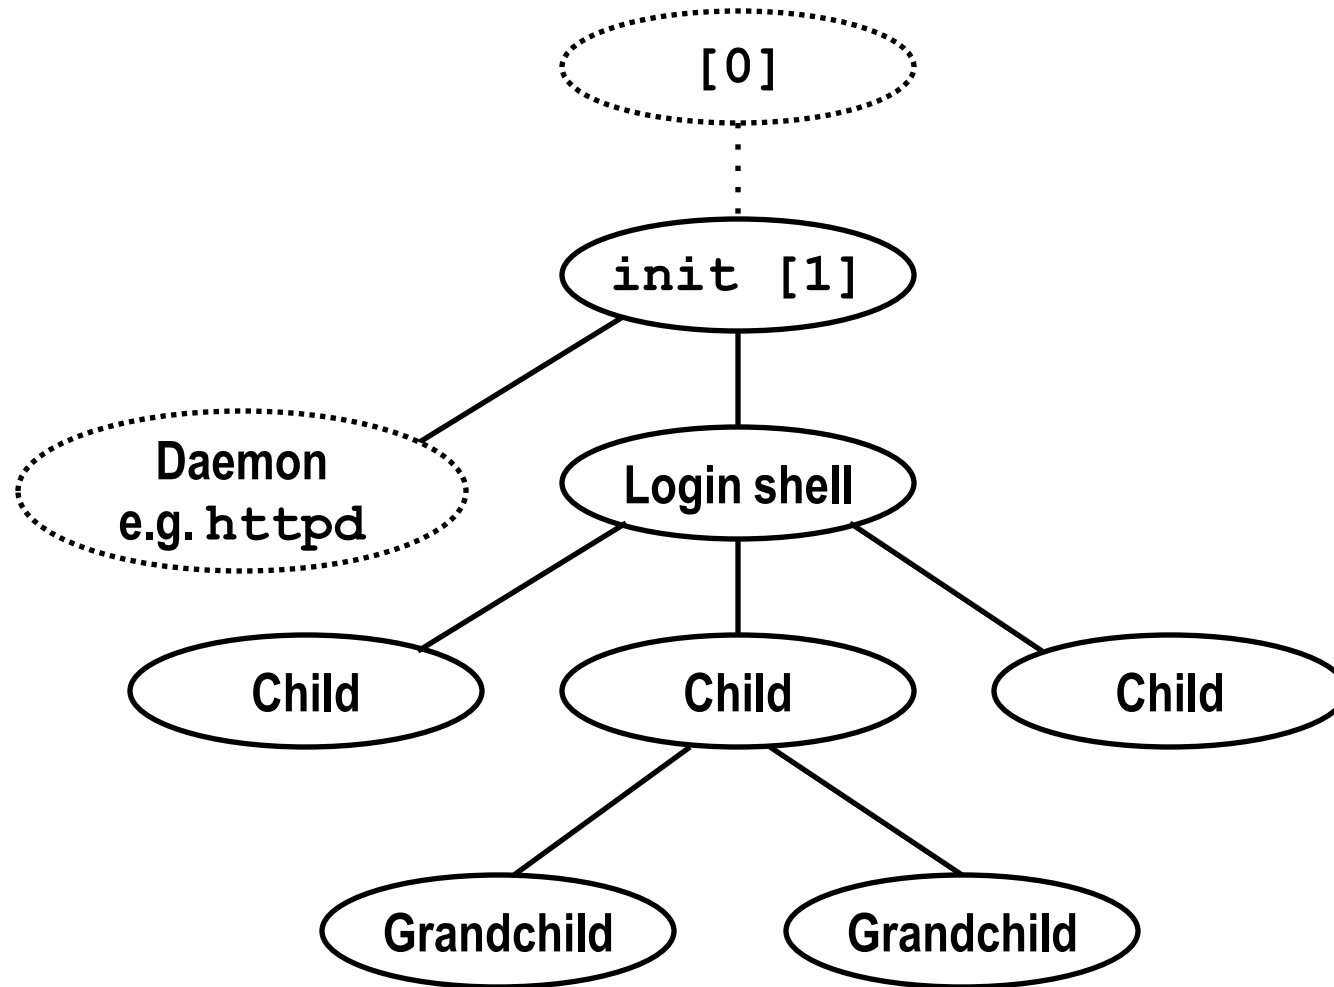 [0]
init [1]
Daemon
e.g. httpd
Login shell
Child
Child
Child
Grandchild
Grandchild